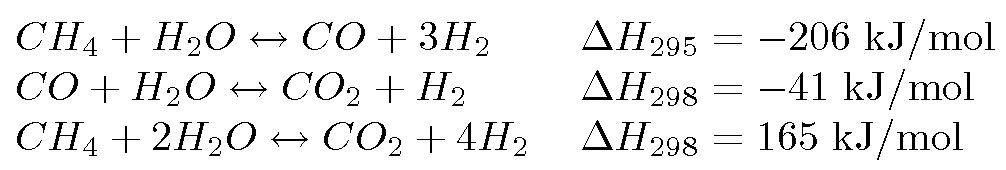 CH₄ + H₂O ↔ CO + 3H₂ ΔH₂₉₅ = −206 kJ/mol
CO + H₂O ↔ CO₂ + H₂ ΔH₂₉₈ = −41 kJ/mol
CH₄ + 2H₂O ↔ CO₂ + 4H₂ ΔH₂₉₈ = 165 kJ/mol